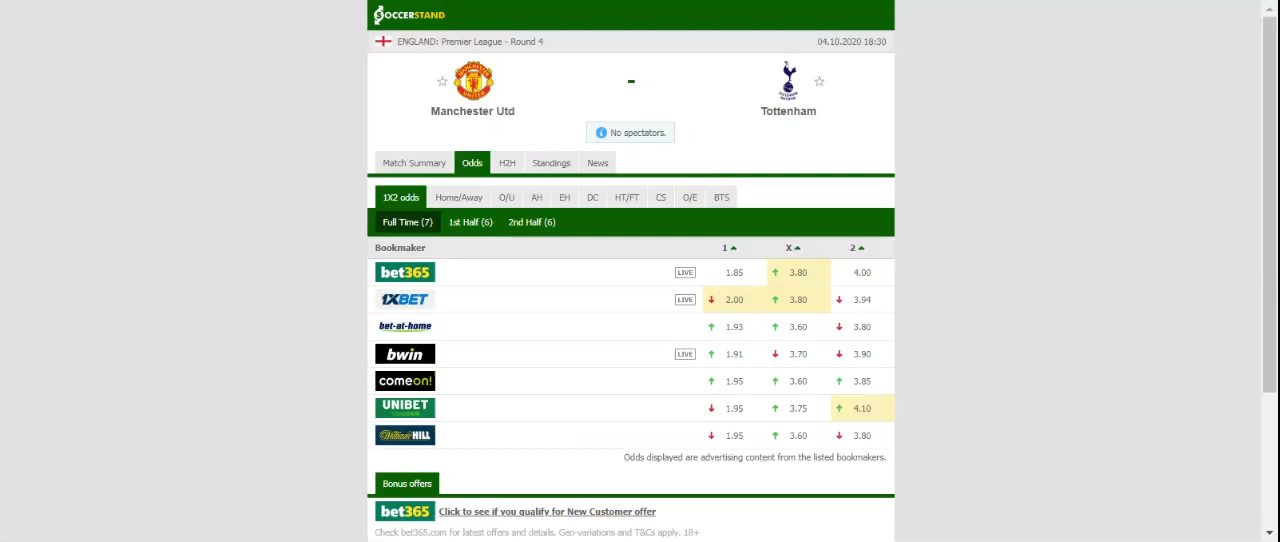 SOCCERSTAND
ENGLAND: Premier League - Round 4 04.10.2020 18:30
-
Manchester Utd Tottenham
No spectators.
Match Summary Odds H2H Standings News
1X2 odds Home/Away O/U AH EH DC HT/FT CS O/E BTS
Full Time (7) 1st Half (6) 2nd Half (6)
Bookmaker 1 X 2
bet365 LIVE 1.85 3.80 4.00
1XBET LIVE 2.00 3.80 3.94
bet-at-home 1.93 3.60 3.80
bwin LIVE 1.91 3.70 3.90
comeon! 1.95 3.60 3.85
UNIBET 1.95 3.75 4.10
William HILL 1.95 3.60 3.80
Odds displayed are advertising content from the listed bookmakers.
Bonus offers
bet365 Click to see if you qualify for New Customer offer
Check bet365.com for latest offers and details. Geo-variations and T&Cs apply. 18+